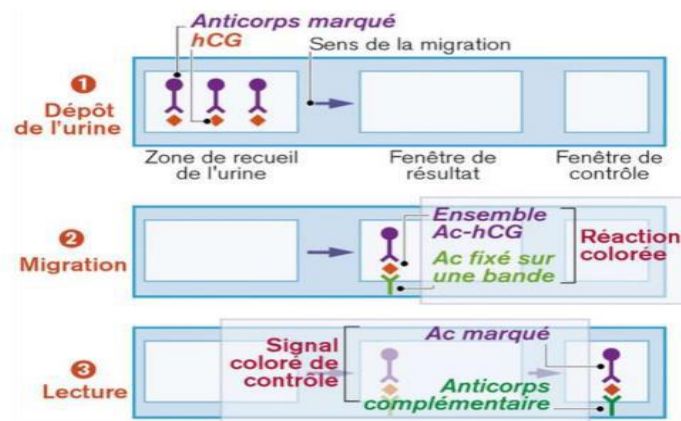 Anticorps marqué
hCG
Sens de la migration
1
Dépôt
de l'urine
Zone de recueil
de l'urine
Fenêtre de
résultat
Fenêtre de
contrôle
2
Migration
Ensemble
Ac-hCG
Ac fixé sur
une bande
Réaction
colorée
3
Lecture
Signal
coloré de
contrôle
Ac marqué
Anticorps
complémentaire